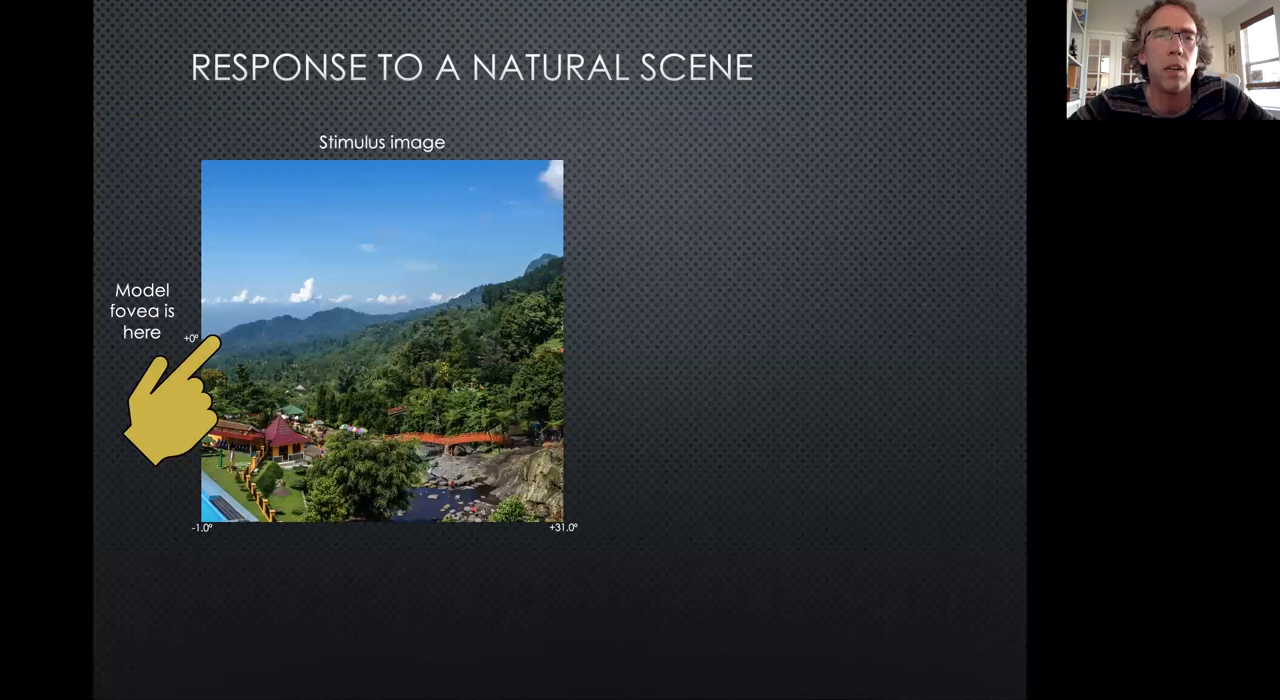 RESPONSE TO A NATURAL SCENE
Stimulus image
Model
fovea is
here
+0°
-1.0°
+31.0°